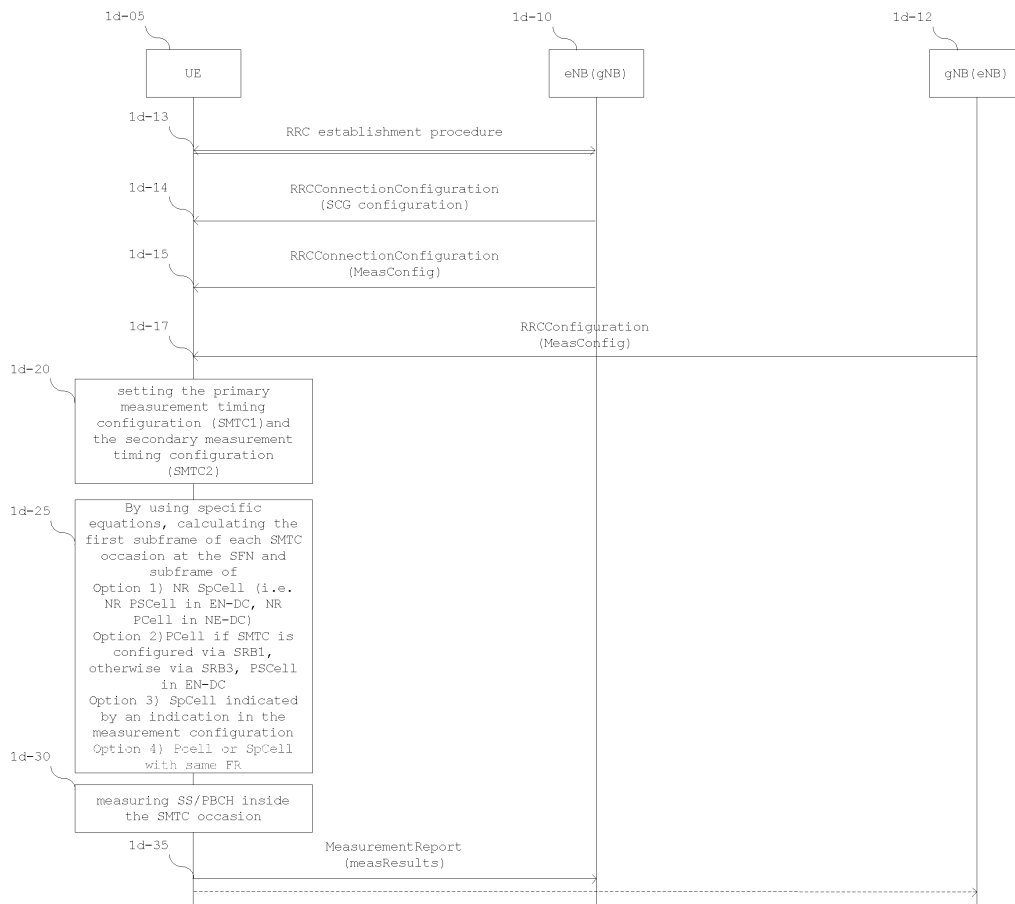 1d-05
1d-10
1d-12
UE
eNB(gNB)
gNB(eNB)
1d-13
RRC establishment procedure
1d-14
RRCConnectionConfiguration
(SCG configuration)
1d-15
RRCConnectionConfiguration
(MeasConfig)
1d-17
RRCConfiguration
(MeasConfig)
1d-20
setting the primary
measurement timing
configuration (SMTC1)and
the secondary measurement
timing configuration
(SMTC2)
1d-25
By using specific
equations, calculating the
first subframe of each SMTC
occasion at the SFN and
subframe of
Option 1) NR SpCell (i.e.
NR PSCell in EN-DC, NR
PCell in NE-DC)
Option 2)PCell if SMTC is
configured via SRB1,
otherwise via SRB3, PSCell
in EN-DC
Option 3) SpCell indicated
by an indication in the
measurement configuration
Option 4) Pcell or SpCell
with same FR
1d-30
measuring SS/PBCH inside
the SMTC occasion
1d-35
MeasurementReport
(measResults)